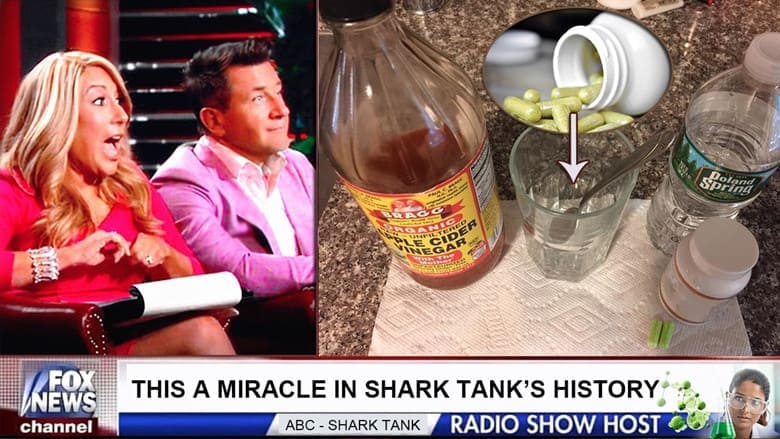 BRAGG
ORGANIC
UNFILTERED
APPLE CIDER
VINEGAR
With The
Mother
Poland
Spring
FOX
NEWS
channel
THIS A MIRACLE IN SHARK TANK'S HISTORY
ABC - SHARK TANK
RADIO SHOW HOST